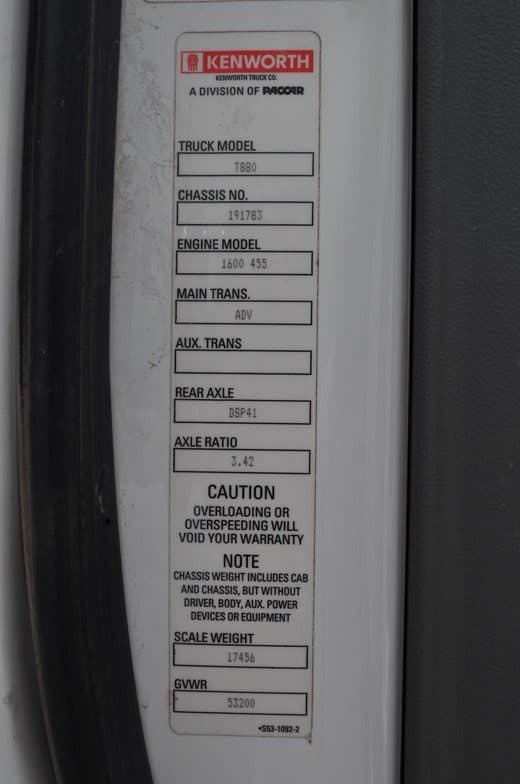 KENWORTH
KENWORTH TRUCK CO.
A DIVISION OF PACCAR
TRUCK MODEL
T880
CHASSIS NO.
191783
ENGINE MODEL
1600 455
MAIN TRANS.
ADV
AUX. TRANS
REAR AXLE
DSP41
AXLE RATIO
3.42
CAUTION
OVERLOADING OR
OVERSPEEDING WILL
VOID YOUR WARRANTY
NOTE
CHASSIS WEIGHT INCLUDES CAB
AND CHASSIS, BUT WITHOUT
DRIVER, BODY, AUX. POWER
DEVICES OR EQUIPMENT
SCALE WEIGHT
17456
GVWR
53200
•S53-1092-2